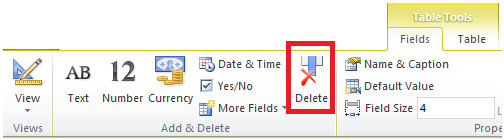 Table Tools
Fields
Table
View
Views
AB
Text
12
Number
Currency
Date & Time
Yes/No
More Fields
Delete
Add & Delete
Name & Caption
Default Value
Field Size 4